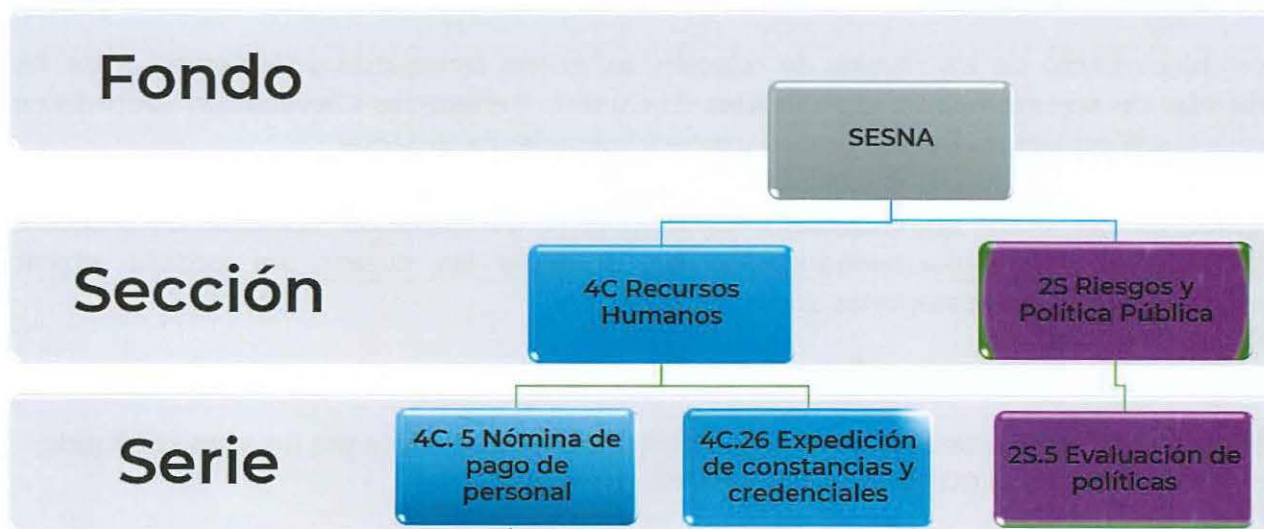 Fondo
SESNA
Sección
4C Recursos
Humanos
2S Riesgos y
Política Pública
Serie
4C. 5 Nómina de
pago de
personal
4C.26 Expedición
de constancias y
credenciales
2S.5 Evaluación de
políticas